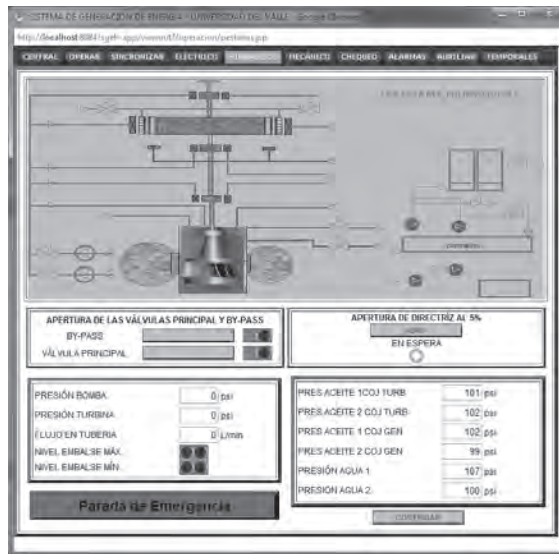 SISTEMA DE GENERACIÓN DE ENERGÍA - UNIVERSIDAD DEL VALLE - Google Chrome
CENTRAL OPERAR SINCRONIZAR ELÉCTRICO MECÁNICO CHEQUEO ALARMAS AUXILIAR TEMPORALES
APERTURA DE LAS VÁLVULAS PRINCIPAL Y BY-PASS
BY-PASS
VÁLVULA PRINCIPAL
APERTURA DE DIRECTRÍZ AL 5%
EN ESPERA
PRESIÓN BOMBA 0 psi
PRESIÓN TURBINA 0 psi
FLUJO EN TUBERIA 0 L/min
NIVEL EMBALSE MÁX.
NIVEL EMBALSE MÍN.
Parada de Emergencia
PRES ACEITE 1COJ TURB 101 psi
PRES ACEITE 2 COJ TURB 102 psi
PRES ACEITE 1 COJ GEN 102 psi
PRES ACEITE 2 COJ GEN 99 psi
PRESIÓN AGUA 1 107 psi
PRESIÓN AGUA 2 100 psi
CONTINUAR